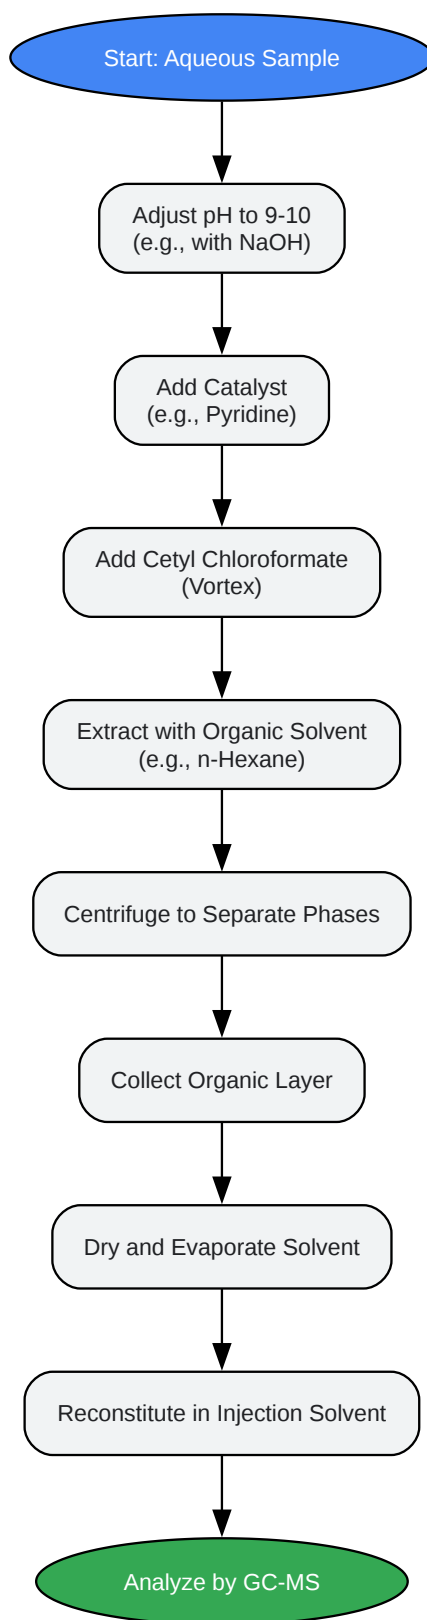 Start: Aqueous Sample
Adjust pH to 9-10
(e.g., with NaOH)
Add Catalyst
(e.g., Pyridine)
Add Cetyl Chloroformate
(Vortex)
Extract with Organic Solvent
(e.g., n-Hexane)
Centrifuge to Separate Phases
Collect Organic Layer
Dry and Evaporate Solvent
Reconstitute in Injection Solvent
Analyze by GC-MS